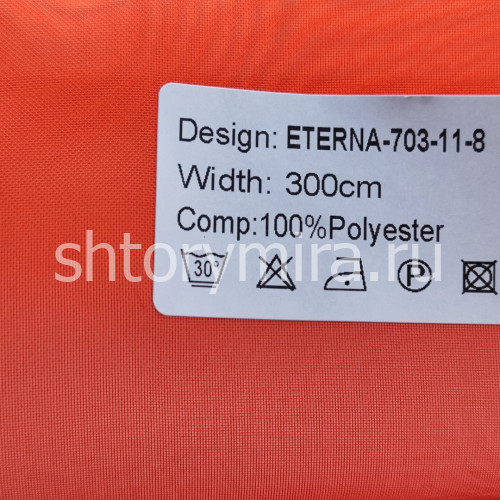 Design: ETERNA-703-11-8
Width: 300cm
Comp:100%Polyester
shtorymira.ru
30°
P